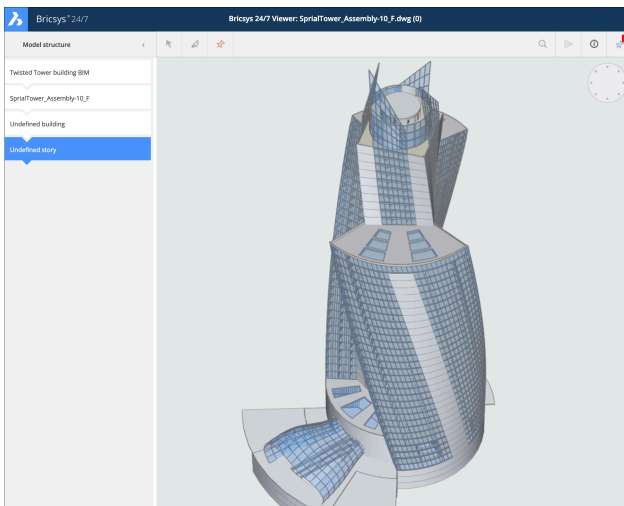 Bricsys® 24/7
Bricsys 24/7 Viewer: SprialTower_Assembly-10_F.dwg (0)
Model structure
Twisted Tower building BIM
SprialTower_Assembly-10_F
Undefined building
Undefined story